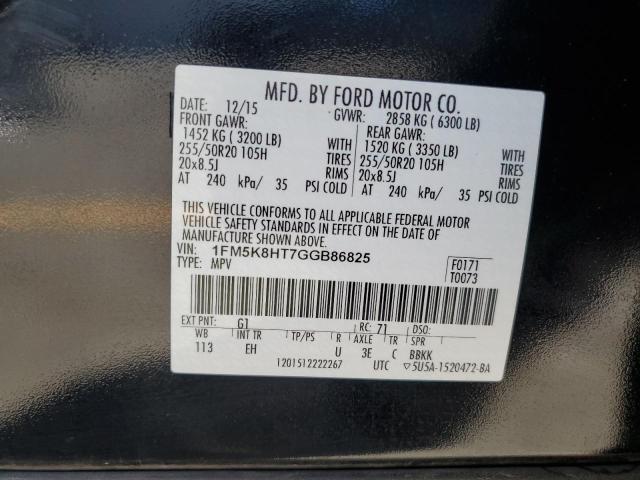 MFD. BY FORD MOTOR CO.
DATE: 12/15 GVWR: 2858 KG ( 6300 LB)
FRONT GAWR: REAR GAWR:
1452 KG ( 3200 LB) WITH 1520 KG ( 3350 LB) WITH
255/50R20 105H TIRES 255/50R20 105H TIRES
20x8.5J RIMS 20x8.5J RIMS
AT 240 kPa/ 35 PSI COLD AT 240 kPa/ 35 PSI COLD
THIS VEHICLE CONFORMS TO ALL APPLICABLE FEDERAL MOTOR
VEHICLE SAFETY STANDARDS IN EFFECT ON THE DATE OF
MANUFACTURE SHOWN ABOVE.
VIN: 1FM5K8HT7GGB86825 F0171
TYPE: MPV T0073
EXT PNT: G1 RC: 71 DSO:
WB INT TR TP/PS R AXLE TR SPR
113 EH U 3E C BBKK
1201512222267 UTC ▽5U5A-1520472-BA